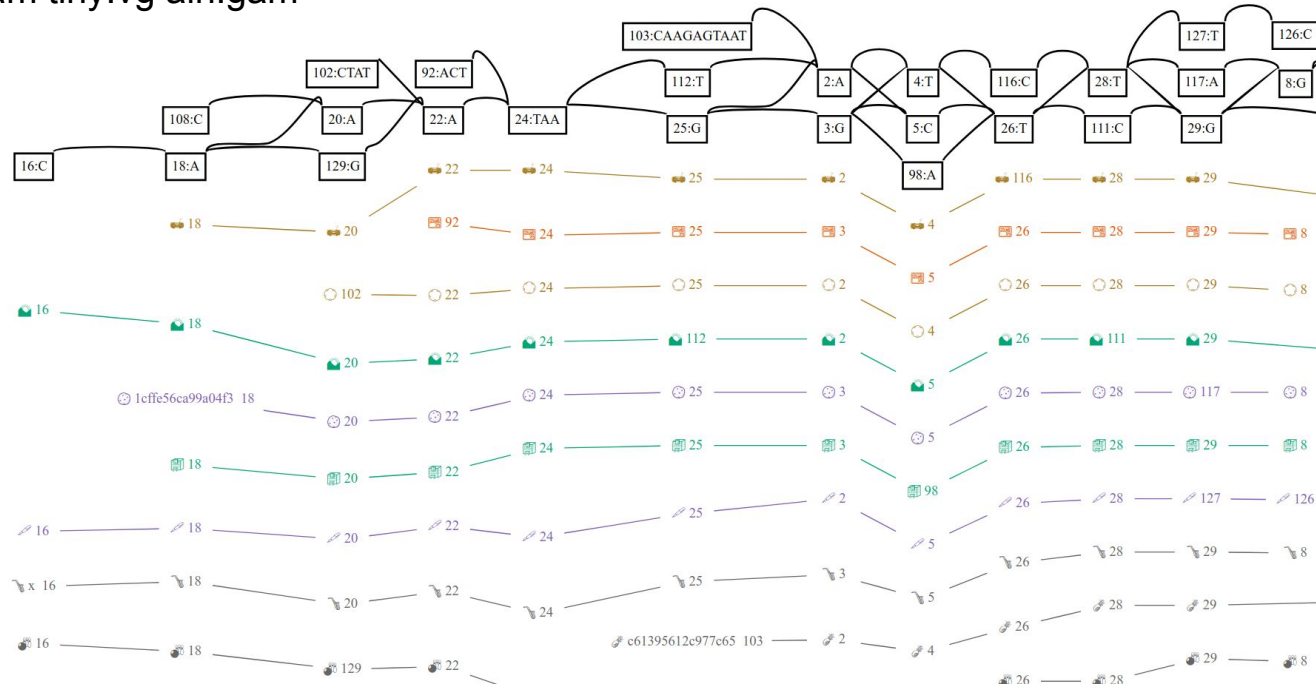 103:CAAGAGTAAT 127:T 126:C
102:CTAT 92:ACT 112:T 2:A 4:T 116:C 28:T 117:A 8:G
108:C 20:A 22:A 24:TAA 25:G 3:G 5:C 26:T 111:C 29:G
16:C 18:A 129:G 98:A
18 20 22 24 25 2 4 116 28 29
92 24 25 3 5 26 28 29 8
102 22 24 25 2 4 26 28 29 8
16 18 20 22 24 112 2 5 26 111 29
1cffe56ca99a04f3 18 20 22 24 25 3 5 26 28 117 8
18 20 22 24 25 3 98 26 28 29 8
16 18 20 22 24 25 2 5 26 28 127 126
x 16 18 20 22 24 25 3 5 26 28 29 8
c61395612c977c65 103 2 4 26 28 29
16 18 129 22 26 28 29 8